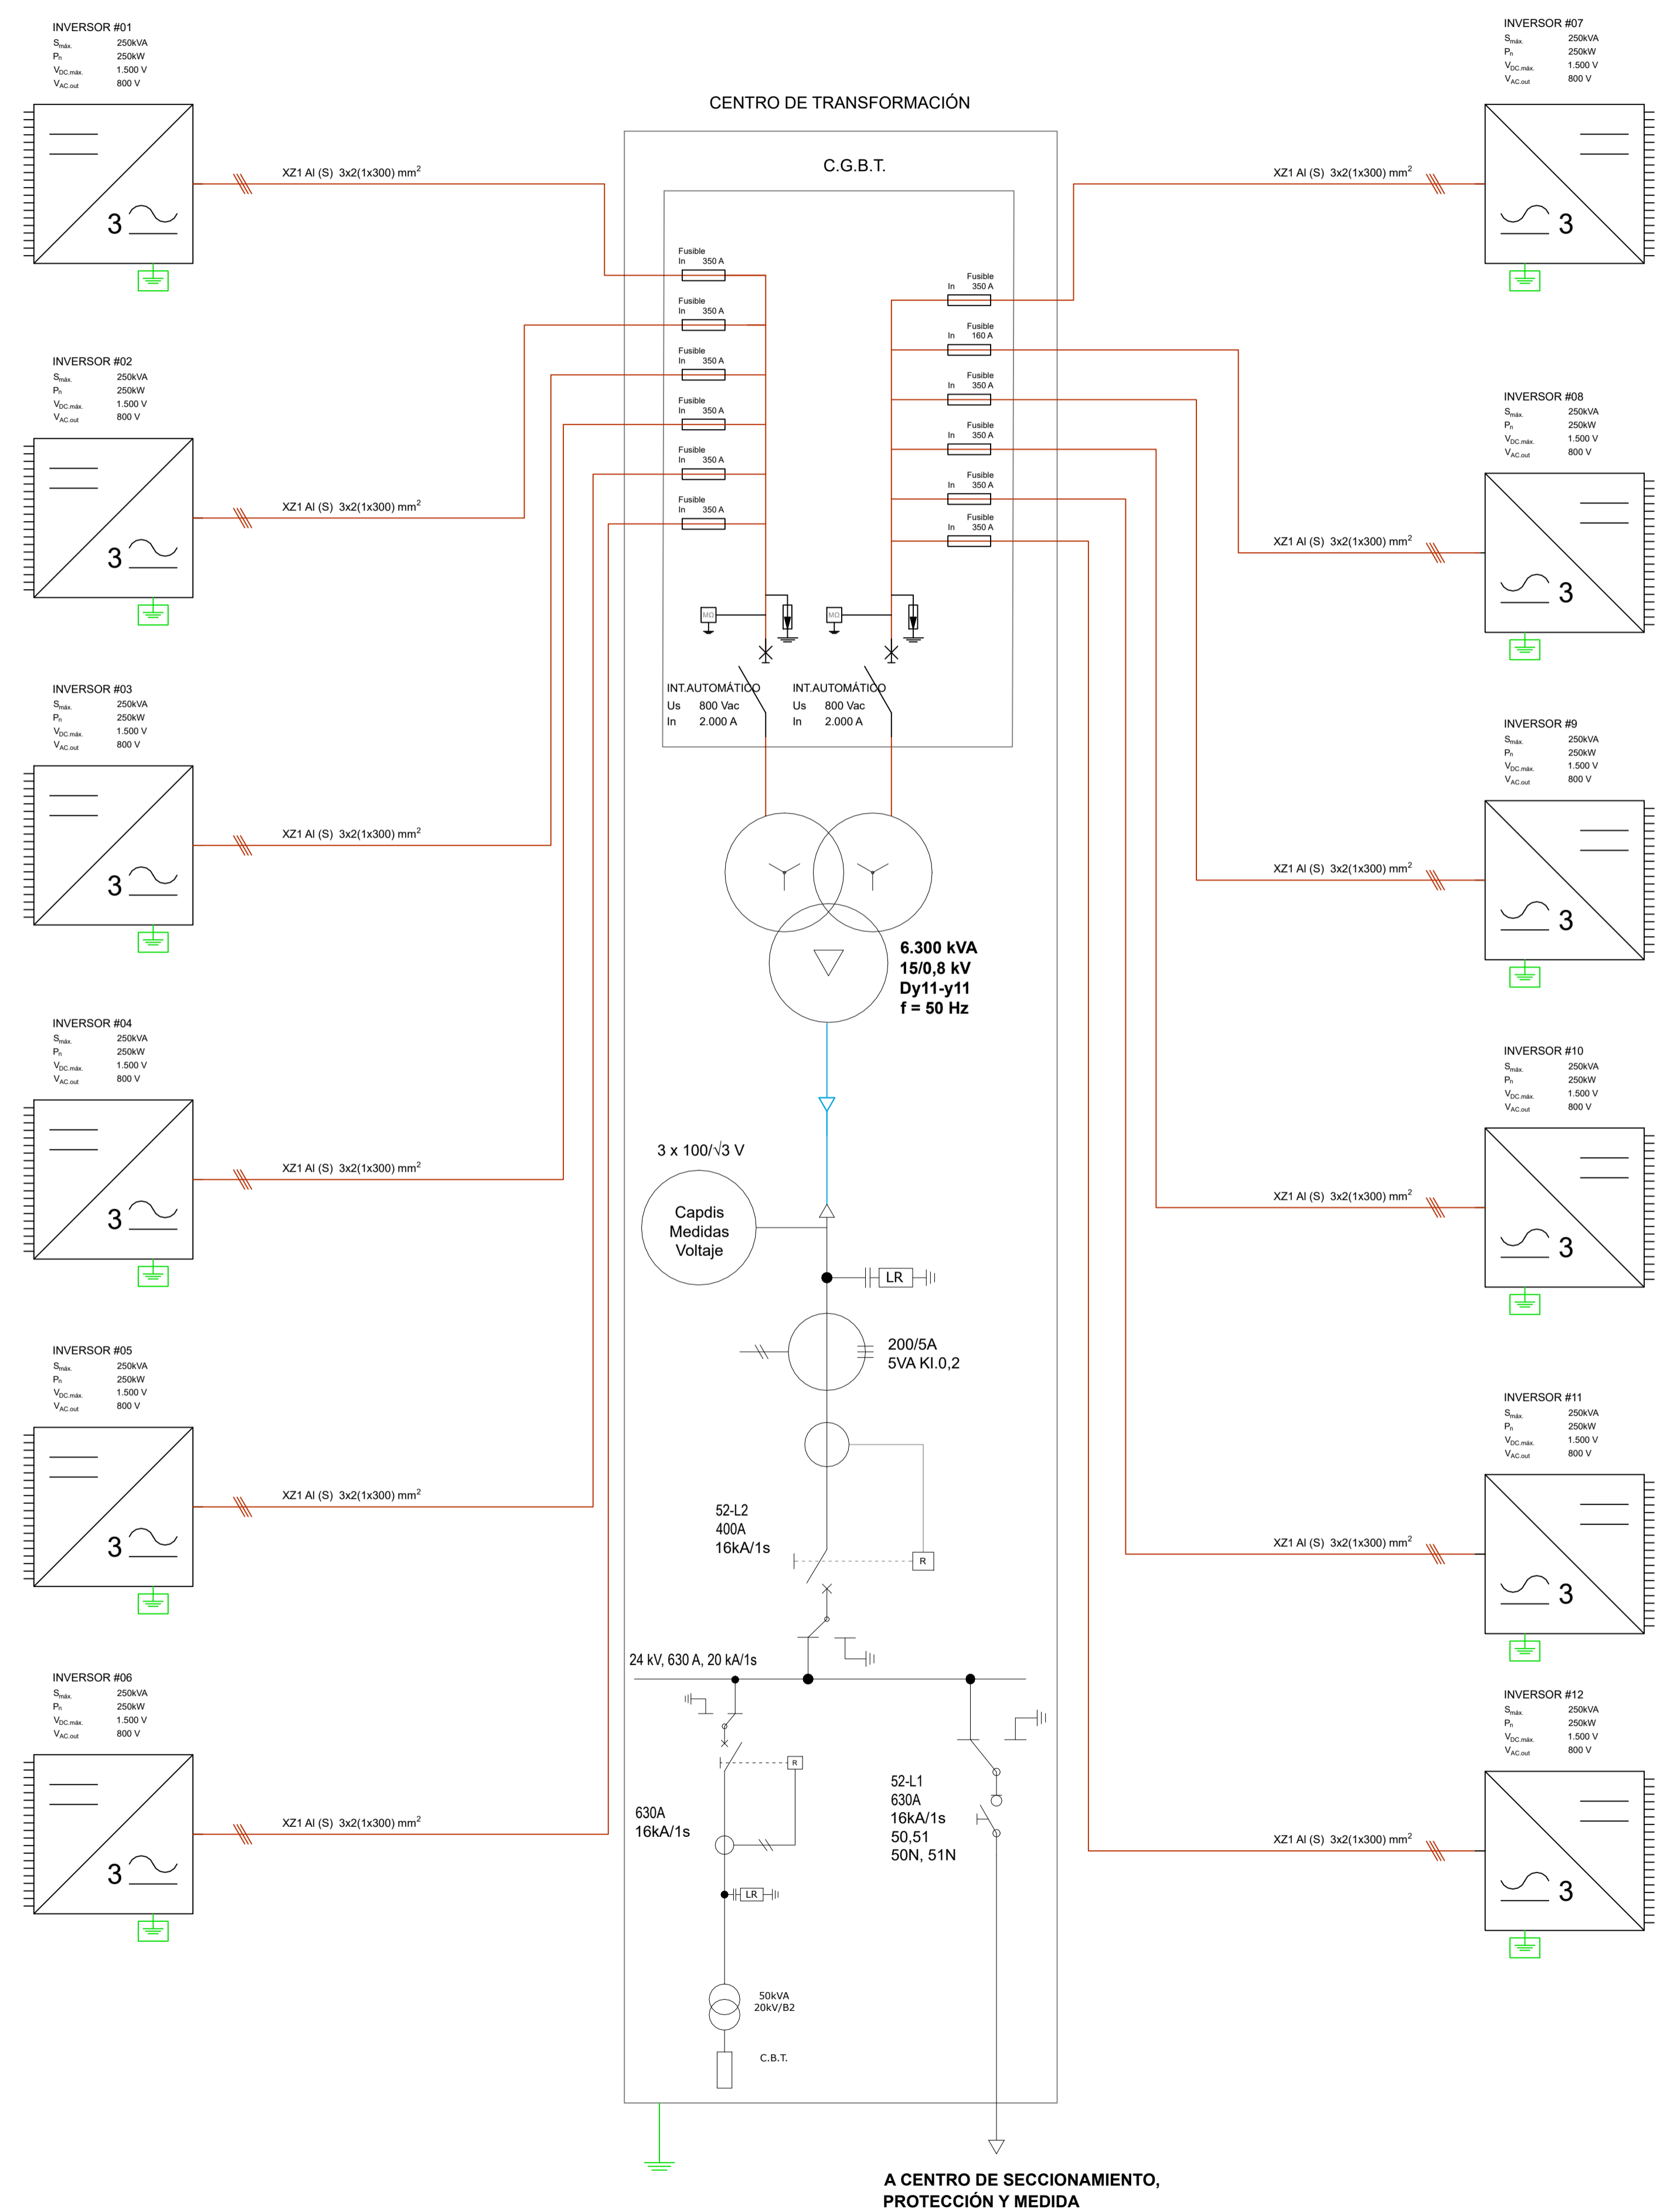 INVERSOR #01
Smáx. 250kVA
Pn 250kW
VDC.máx. 1.500 V
VAC.out 800 V
3
XZ1 Al (S) 3x2(1x300) mm²
INVERSOR #02
Smáx. 250kVA
Pn 250kW
VDC.máx. 1.500 V
VAC.out 800 V
3
XZ1 Al (S) 3x2(1x300) mm²
INVERSOR #03
Smáx. 250kVA
Pn 250kW
VDC.máx. 1.500 V
VAC.out 800 V
3
XZ1 Al (S) 3x2(1x300) mm²
INVERSOR #04
Smáx. 250kVA
Pn 250kW
VDC.máx. 1.500 V
VAC.out 800 V
3
XZ1 Al (S) 3x2(1x300) mm²
INVERSOR #05
Smáx. 250kVA
Pn 250kW
VDC.máx. 1.500 V
VAC.out 800 V
3
XZ1 Al (S) 3x2(1x300) mm²
INVERSOR #06
Smáx. 250kVA
Pn 250kW
VDC.máx. 1.500 V
VAC.out 800 V
3
XZ1 Al (S) 3x2(1x300) mm²
CENTRO DE TRANSFORMACIÓN
C.G.B.T.
Fusible
In 350 A
Fusible
In 350 A
Fusible
In 350 A
Fusible
In 350 A
Fusible
In 350 A
Fusible
In 350 A
Fusible
In 350 A
Fusible
In 160 A
Fusible
In 350 A
Fusible
In 350 A
Fusible
In 350 A
Fusible
In 350 A
MΩ
MΩ
INT.AUTOMÁTICO
Us 800 Vac
In 2.000 A
INT.AUTOMÁTICO
Us 800 Vac
In 2.000 A
6.300 kVA
15/0,8 kV
Dy11-y11
f = 50 Hz
3 x 100/√3 V
Capdis
Medidas
Voltaje
LR
200/5A
5VA Kl.0,2
52-L2
400A
16kA/1s
R
24 kV, 630 A, 20 kA/1s
R
630A
16kA/1s
LR
50kVA
20kV/B2
C.B.T.
52-L1
630A
16kA/1s
50,51
50N, 51N
A CENTRO DE SECCIONAMIENTO,
PROTECCIÓN Y MEDIDA
INVERSOR #07
Smáx. 250kVA
Pn 250kW
VDC.máx. 1.500 V
VAC.out 800 V
3
XZ1 Al (S) 3x2(1x300) mm²
INVERSOR #08
Smáx. 250kVA
Pn 250kW
VDC.máx. 1.500 V
VAC.out 800 V
3
XZ1 Al (S) 3x2(1x300) mm²
INVERSOR #9
Smáx. 250kVA
Pn 250kW
VDC.máx. 1.500 V
VAC.out 800 V
3
XZ1 Al (S) 3x2(1x300) mm²
INVERSOR #10
Smáx. 250kVA
Pn 250kW
VDC.máx. 1.500 V
VAC.out 800 V
3
XZ1 Al (S) 3x2(1x300) mm²
INVERSOR #11
Smáx. 250kVA
Pn 250kW
VDC.máx. 1.500 V
VAC.out 800 V
3
XZ1 Al (S) 3x2(1x300) mm²
INVERSOR #12
Smáx. 250kVA
Pn 250kW
VDC.máx. 1.500 V
VAC.out 800 V
3
XZ1 Al (S) 3x2(1x300) mm²